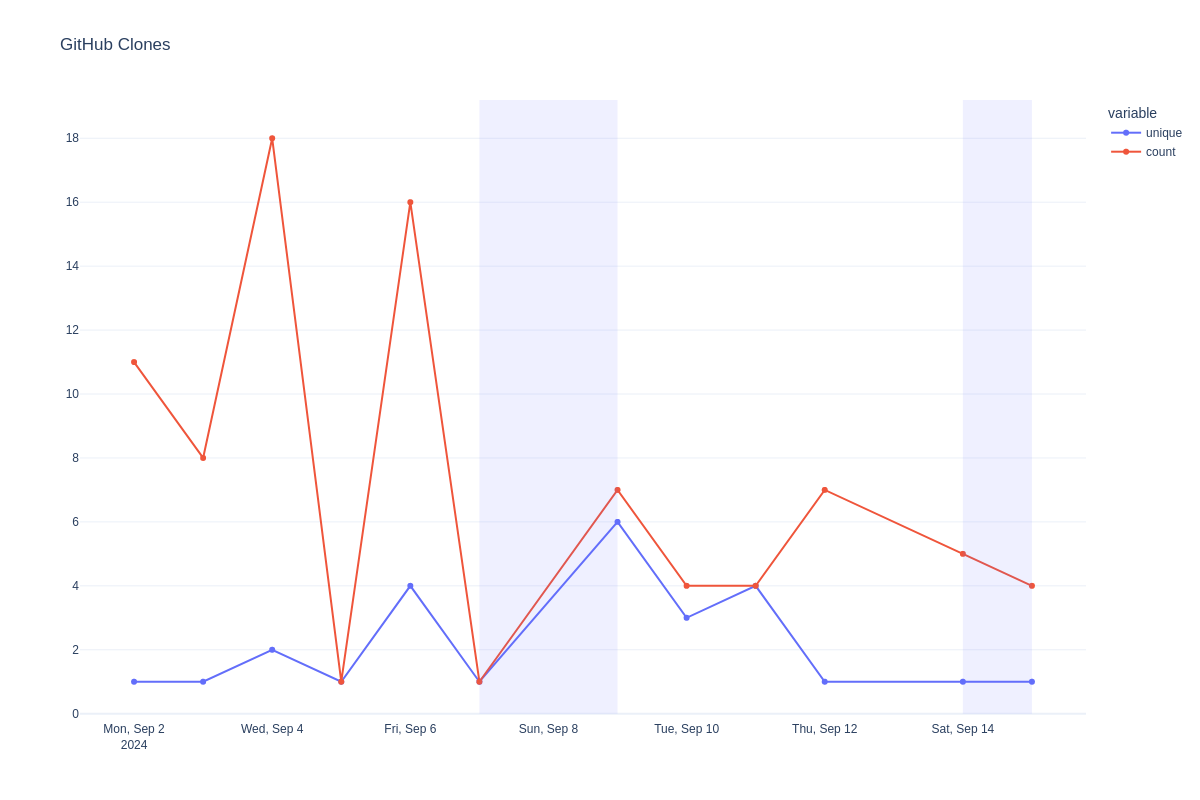 GitHub Clones
variable
unique
count
18
16
14
12
10
8
6
4
2
0
Mon, Sep 2
2024
Wed, Sep 4
Fri, Sep 6
Sun, Sep 8
Tue, Sep 10
Thu, Sep 12
Sat, Sep 14